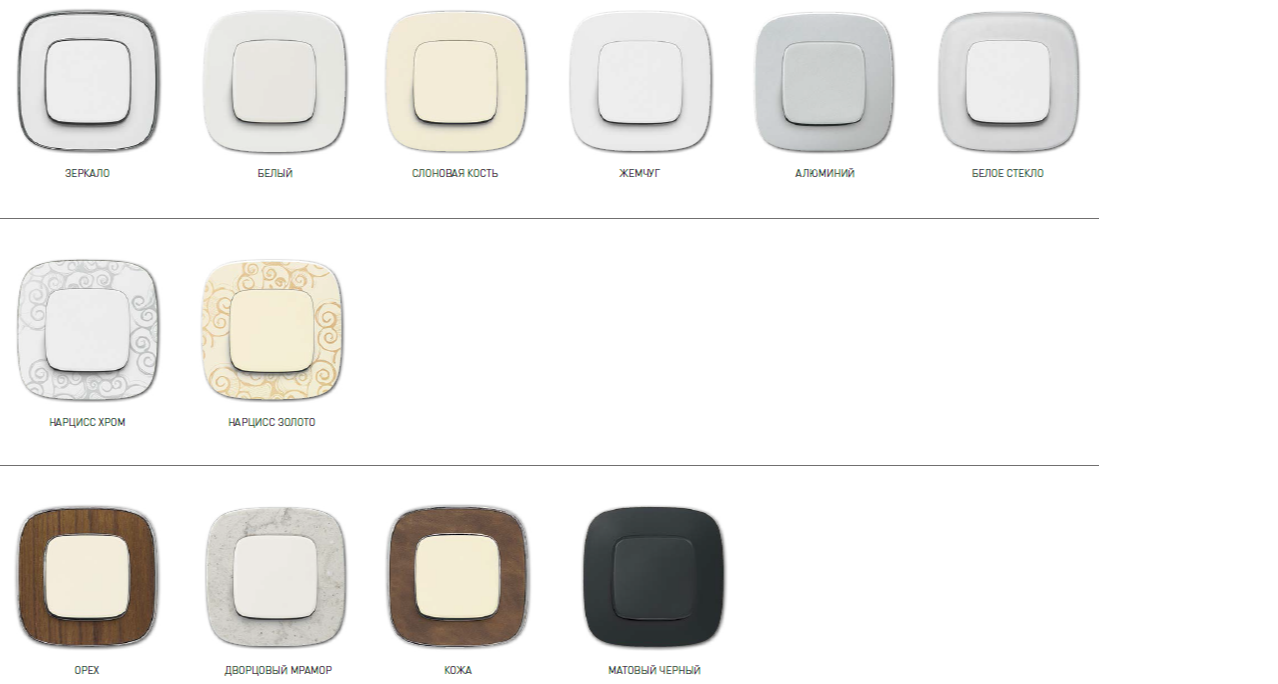 ЗЕРКАЛО
БЕЛЫЙ
СЛОНОВАЯ КОСТЬ
ЖЕМЧУГ
АЛЮМИНИЙ
БЕЛОЕ СТЕКЛО
НАРЦИСС ХРОМ
НАРЦИСС ЗОЛОТО
ОРЕХ
ДВОРЦОВЫЙ МРАМОР
КОЖА
МАТОВЫЙ ЧЕРНЫЙ